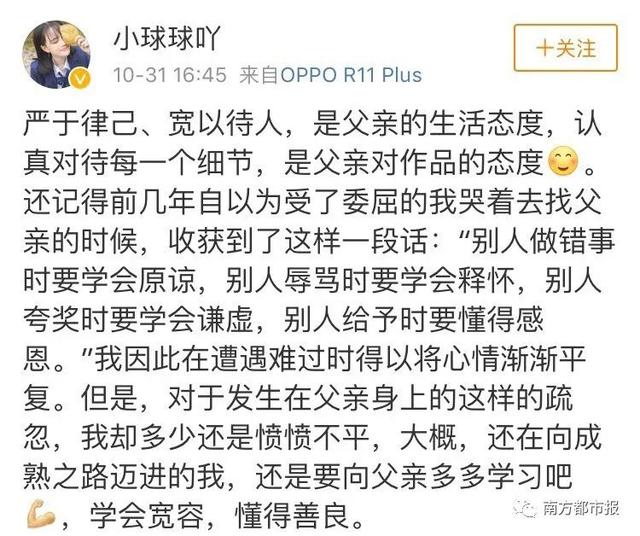 小球球吖
+关注
10-31 16:45 来自OPPO R11 Plus
严于律己、宽以待人，是父亲的生活态度，认
真对待每一个细节，是父亲对作品的态度😊。
还记得前几年自以为受了委屈的我哭着去找父
亲的时候，收获到了这样一段话：“别人做错事
时要学会原谅，别人辱骂时要学会释怀，别人
夸奖时要学会谦虚，别人给予时要懂得感
恩。”我因此在遭遇难过时得以将心情渐渐平
复。但是，对于发生在父亲身上的这样的疏
忽，我却多少还是愤愤不平，大概，还在向成
熟之路迈进的我，还是要向父亲多多学习吧
💪，学会宽容，懂得善良。
南方都市报